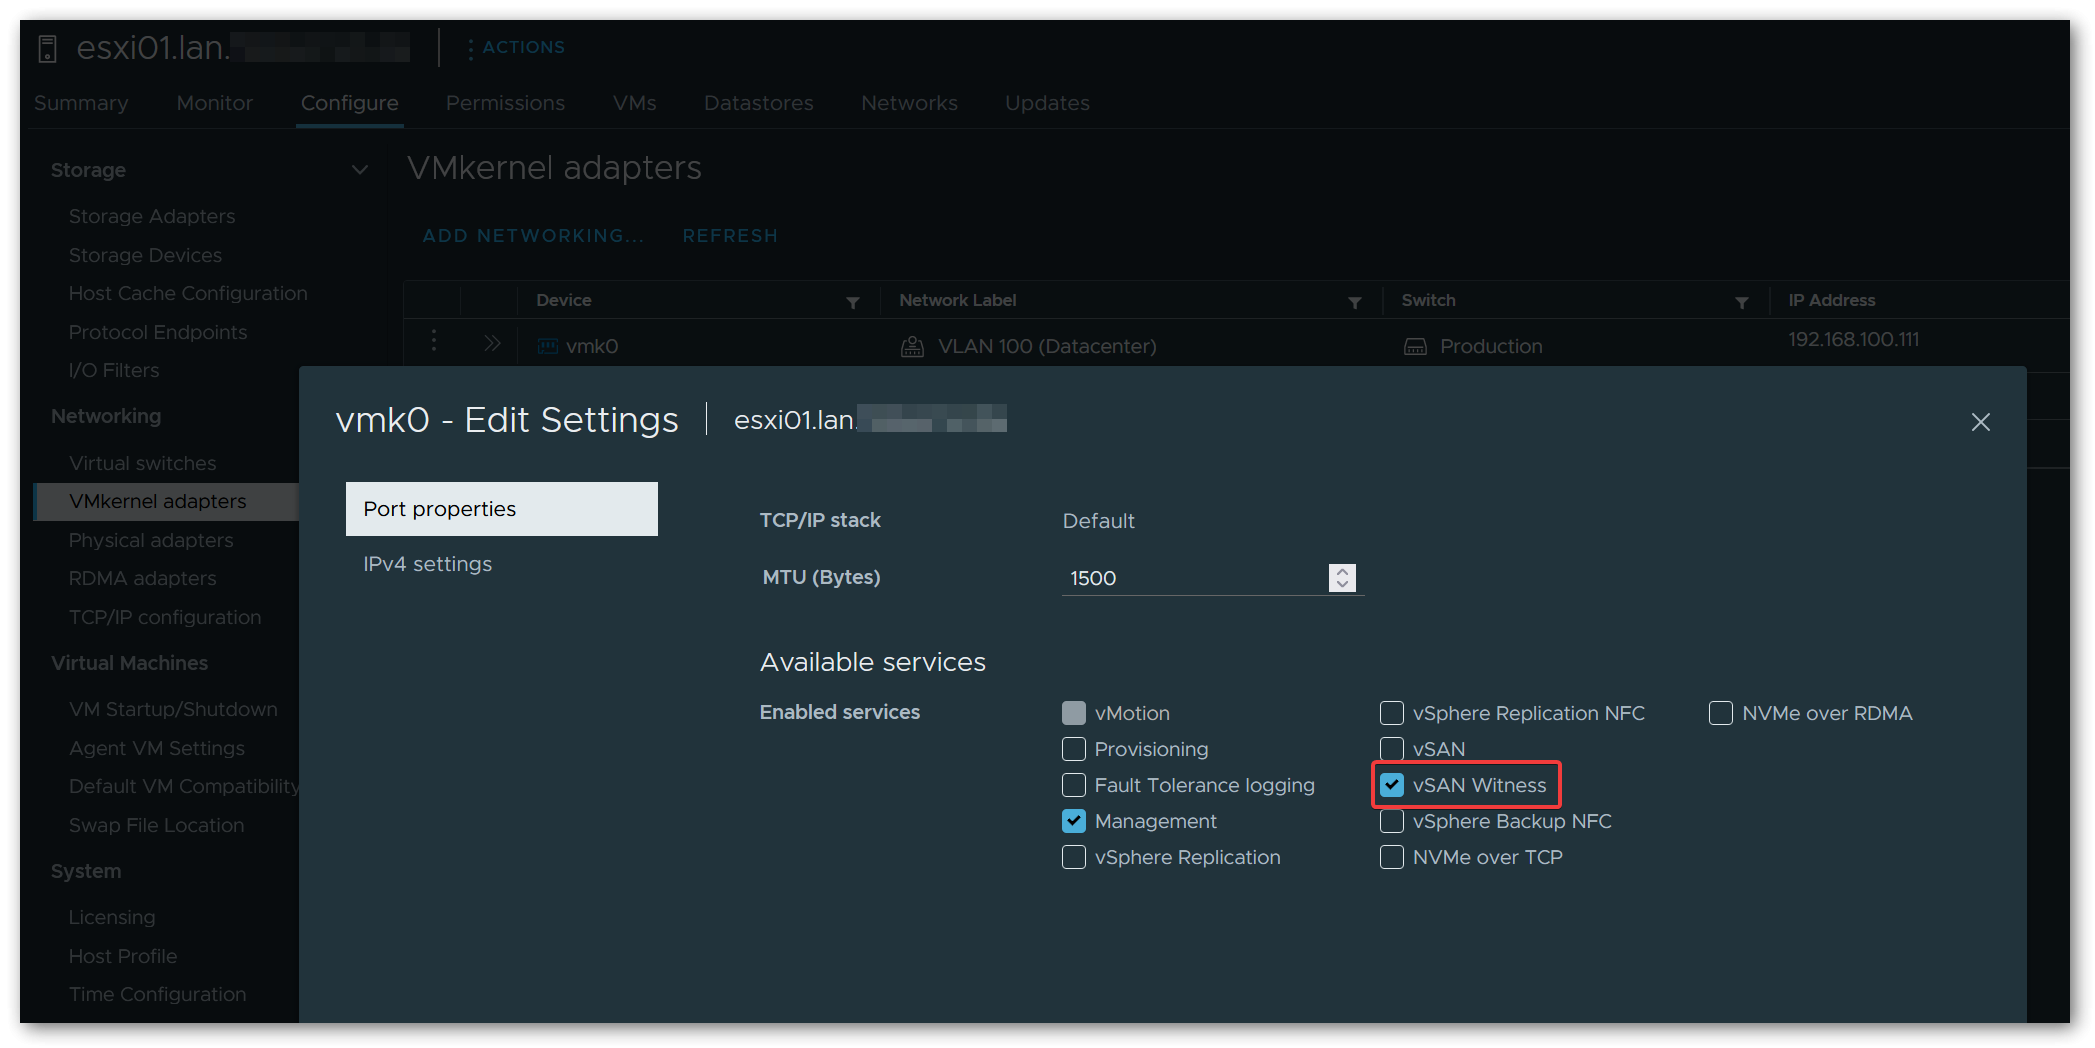 esxi01.lan.
ACTIONS
Summary Monitor Configure Permissions VMs Datastores Networks Updates
Storage
Storage Adapters
Storage Devices
Host Cache Configuration
Protocol Endpoints
I/O Filters
Networking
Virtual switches
VMkernel adapters
Physical adapters
RDMA adapters
TCP/IP configuration
Virtual Machines
VM Startup/Shutdown
Agent VM Settings
Default VM Compatibility
Swap File Location
System
Licensing
Host Profile
Time Configuration
VMkernel adapters
ADD NETWORKING... REFRESH
Device Network Label Switch IP Address
vmk0 VLAN 100 (Datacenter) Production 192.168.100.111
vmk0 - Edit Settings esxi01.lan.
Port properties
IPv4 settings
TCP/IP stack Default
MTU (Bytes) 1500
Available services
Enabled services
vMotion vSphere Replication NFC NVMe over RDMA
Provisioning vSAN
Fault Tolerance logging vSAN Witness
Management vSphere Backup NFC
vSphere Replication NVMe over TCP